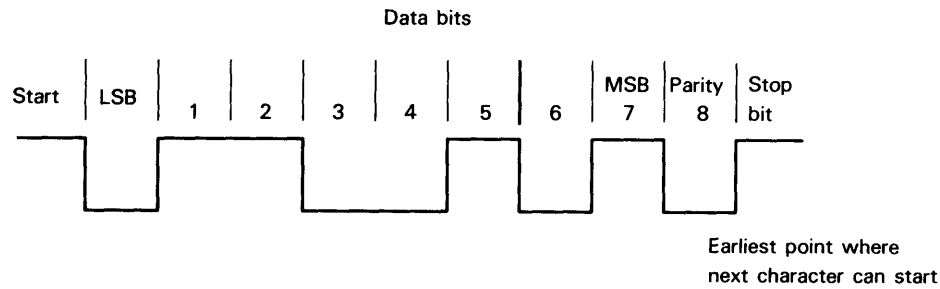 Data bits
Start LSB 1 2 3 4 5 6 MSB 7 Parity 8 Stop bit
Earliest point where
next character can start